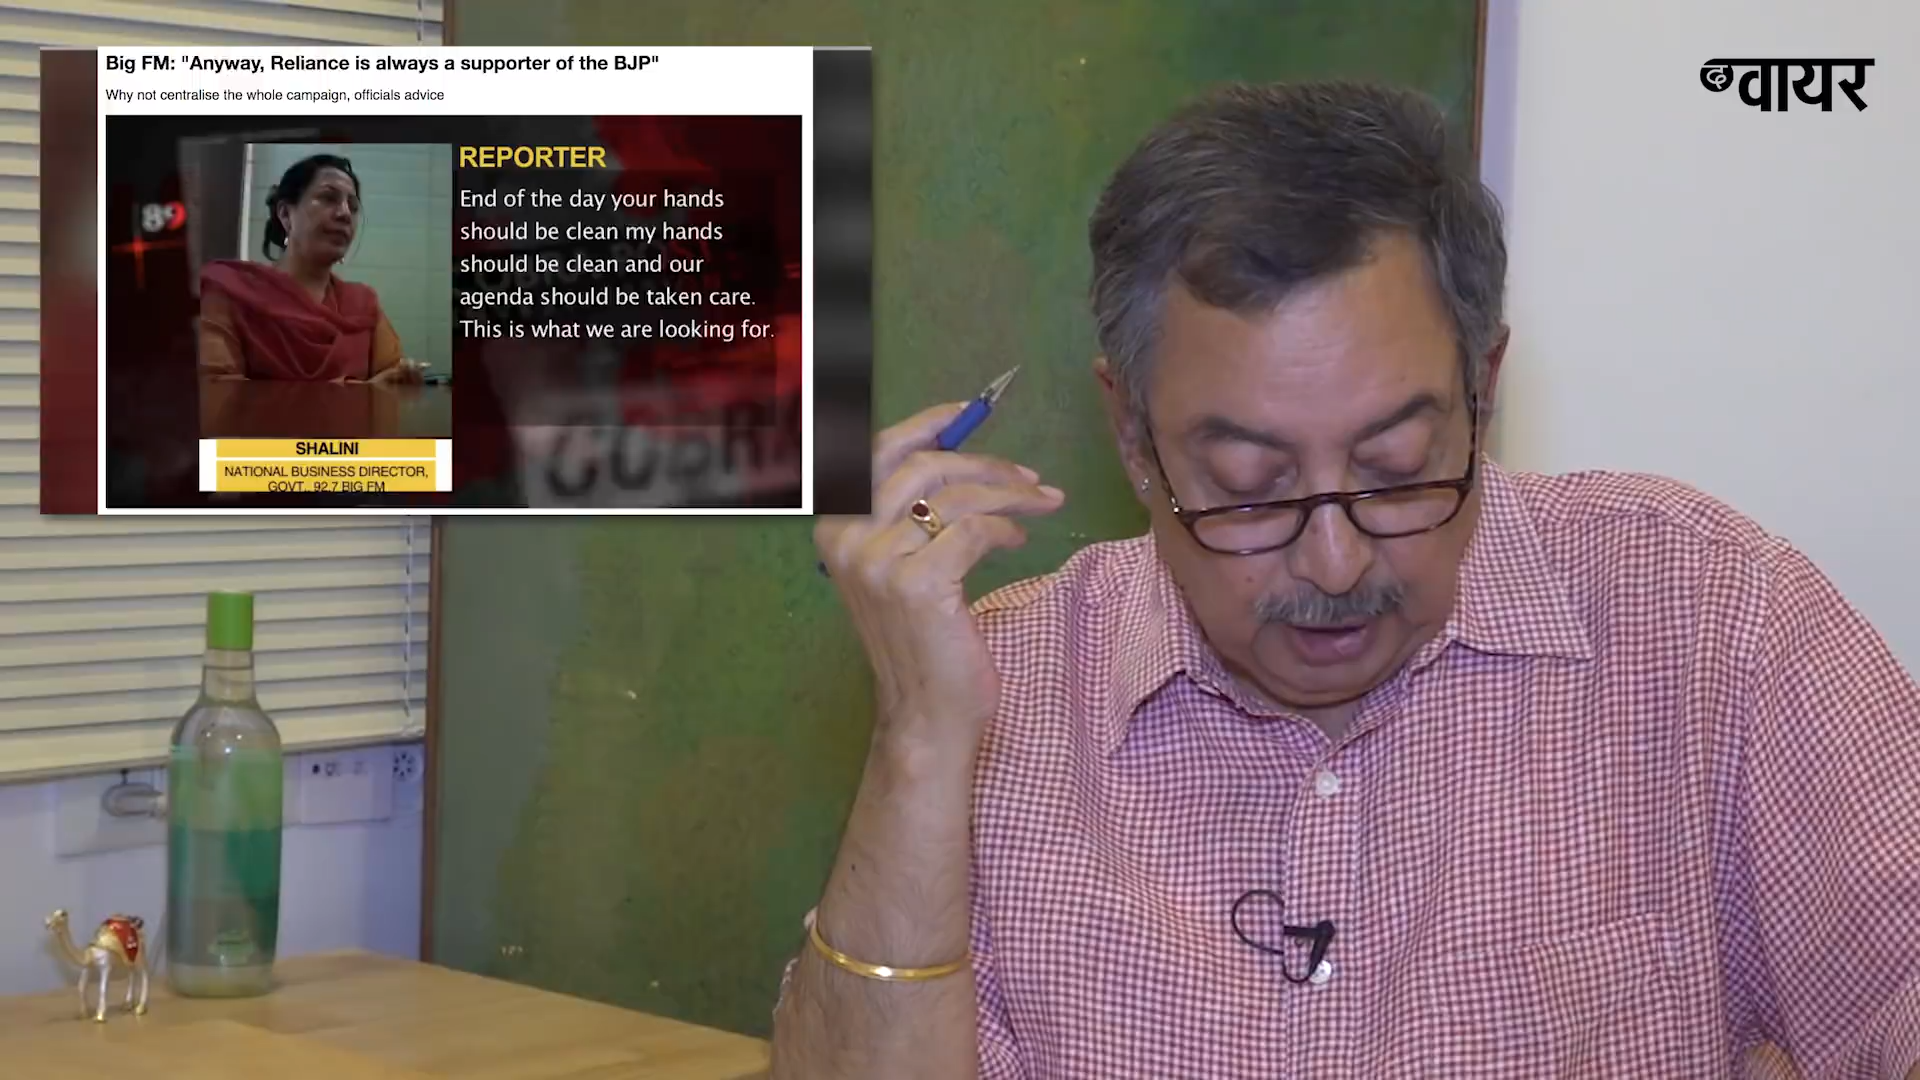 Big FM: "Anyway, Reliance is always a supporter of the BJP"
Why not centralise the whole campaign, officials advice
REPORTER
End of the day your hands
should be clean my hands
should be clean and our
agenda should be taken care.
This is what we are looking for.
89
SHALINI
NATIONAL BUSINESS DIRECTOR,
GOVT., 92.7 BIG FM
द वायर